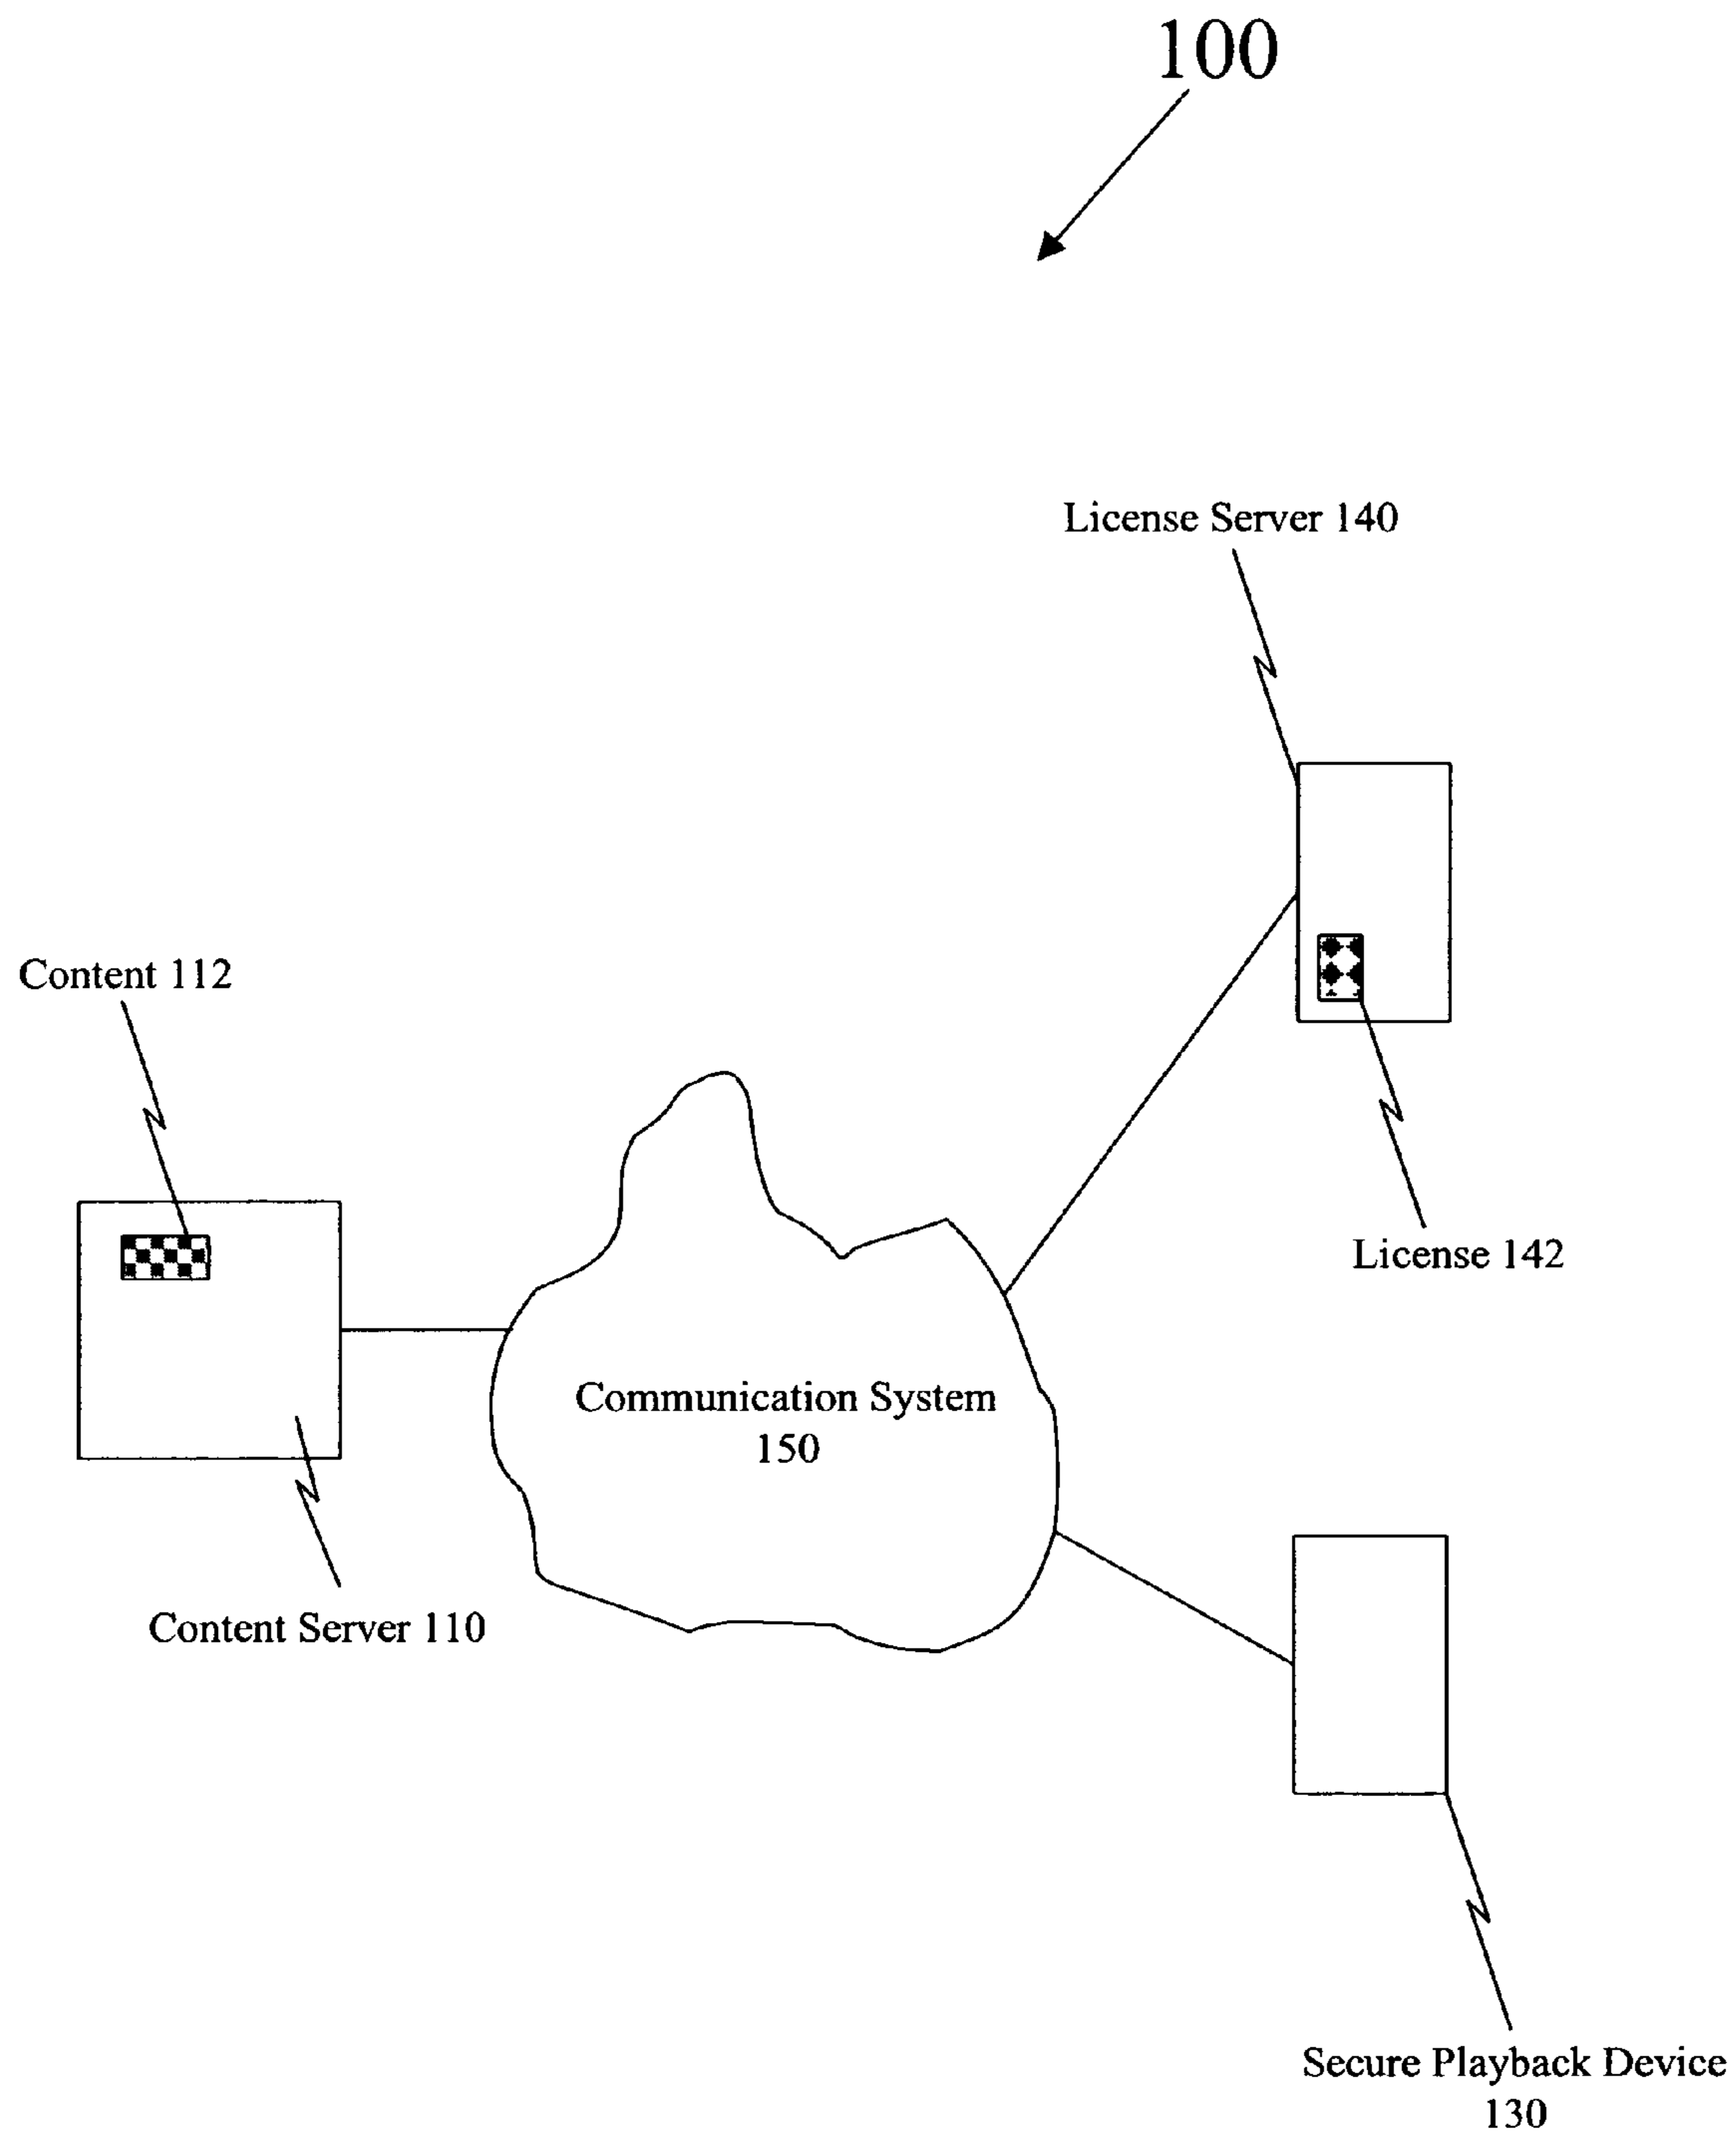 100
License Server 140
Content 112
License 142
Communication System
150
Content Server 110
Secure Playback Device
130